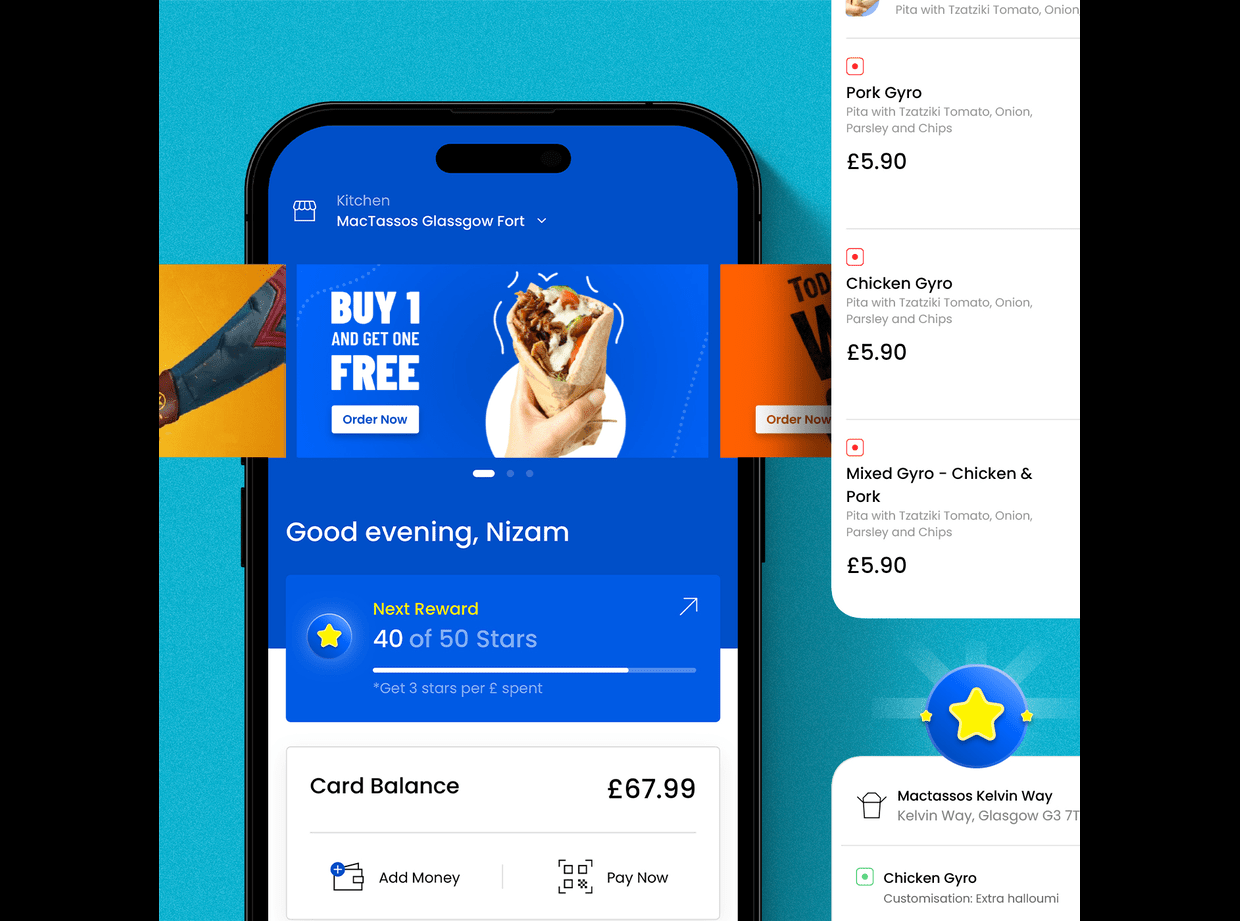 Kitchen
MacTassos Glassgow Fort
BUY 1
AND GET ONE
FREE
Order Now
ToD
W
Order Now
Good evening, Nizam
Next Reward
40 of 50 Stars
*Get 3 stars per £ spent
Card Balance
£67.99
Add Money
Pay Now
Pita with Tzatziki Tomato, Onion
Pork Gyro
Pita with Tzatziki Tomato, Onion,
Parsley and Chips
£5.90
Chicken Gyro
Pita with Tzatziki Tomato, Onion,
Parsley and Chips
£5.90
Mixed Gyro - Chicken &
Pork
Pita with Tzatziki Tomato, Onion,
Parsley and Chips
£5.90
Mactassos Kelvin Way
Kelvin Way, Glasgow G3 7T
Chicken Gyro
Customisation: Extra halloumi